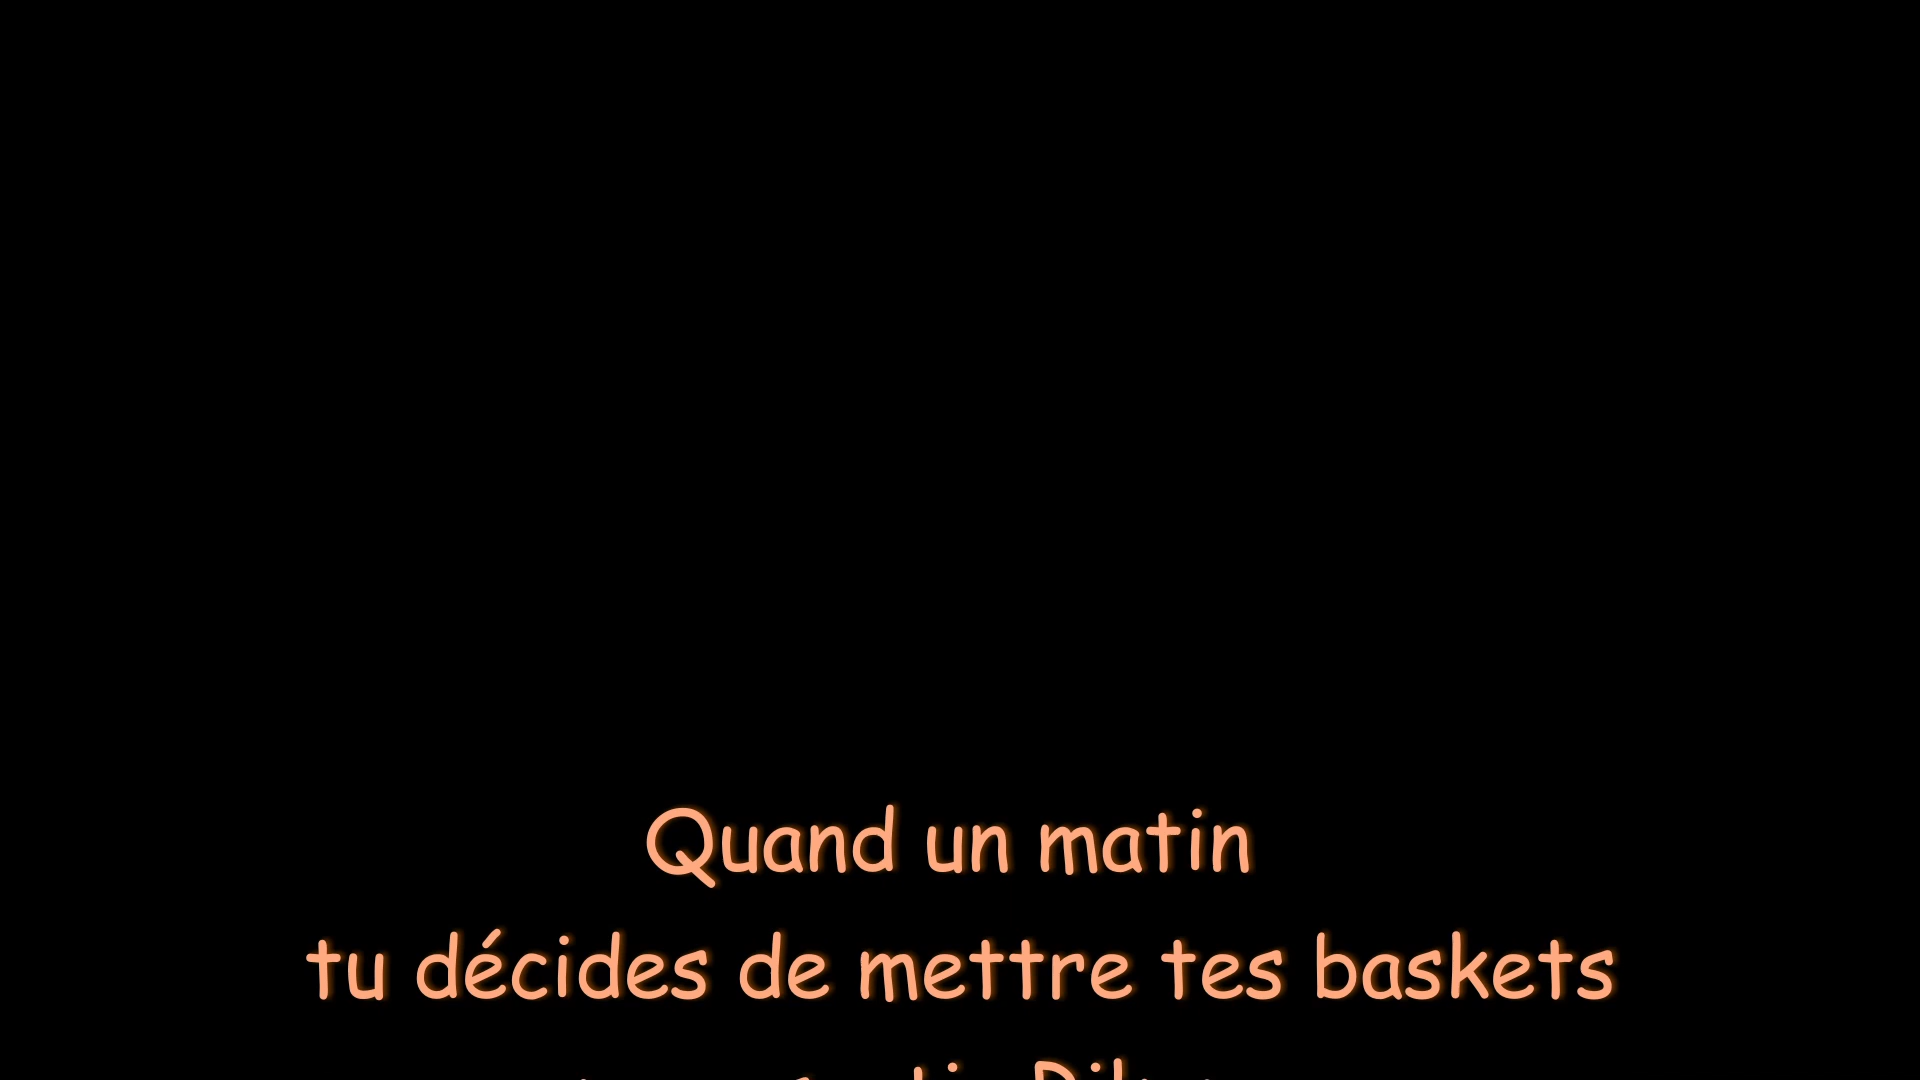 Quand un matin
tu décides de mettre tes baskets